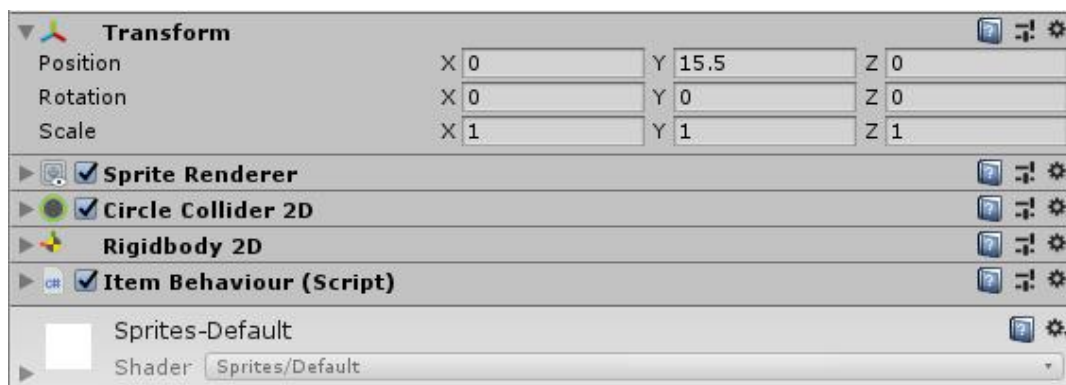 Transform
Position X 0 Y 15.5 Z 0
Rotation X 0 Y 0 Z 0
Scale X 1 Y 1 Z 1
Sprite Renderer
Circle Collider 2D
Rigidbody 2D
c# Item Behaviour (Script)
Sprites-Default
Shader Sprites/Default